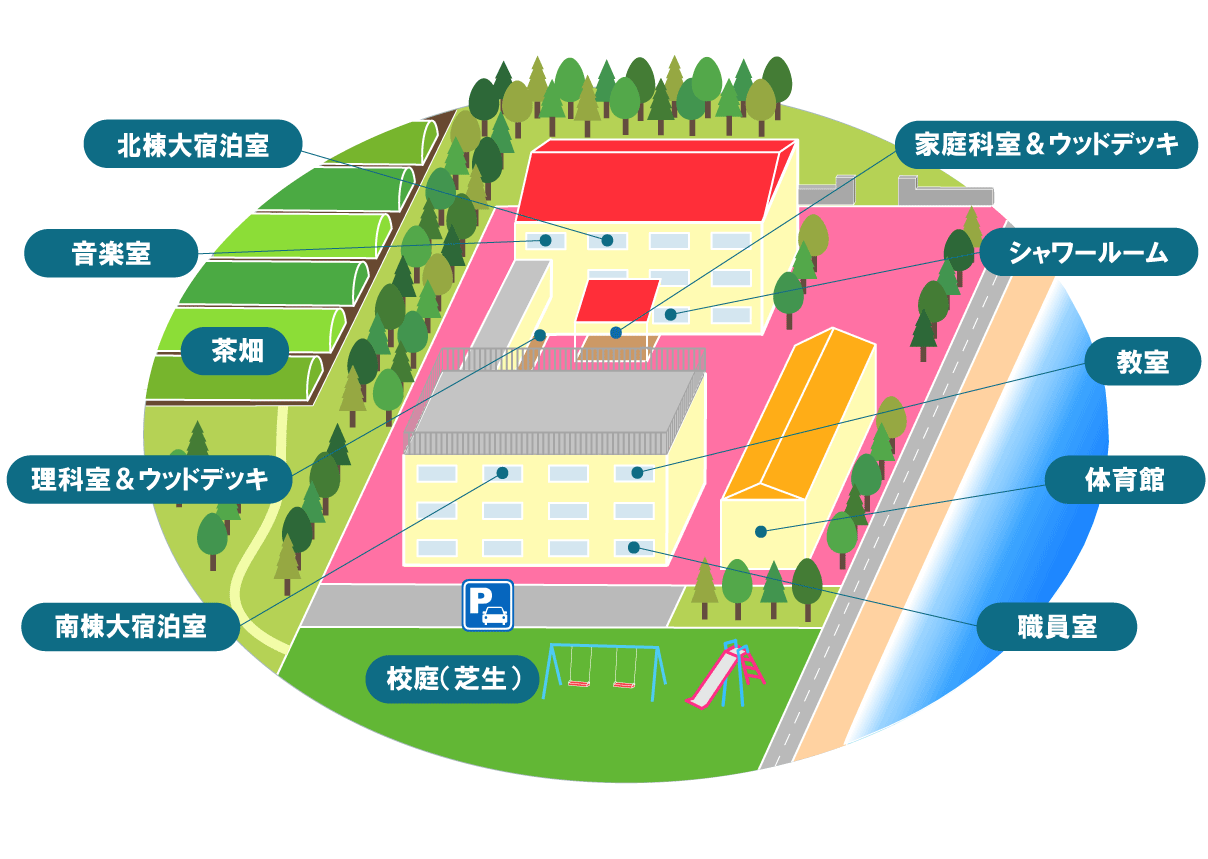 北棟大宿泊室
家庭科室＆ウッドデッキ
音楽室
シャワールーム
茶畑
教室
理科室＆ウッドデッキ
体育館
P
南棟大宿泊室
職員室
校庭（芝生）